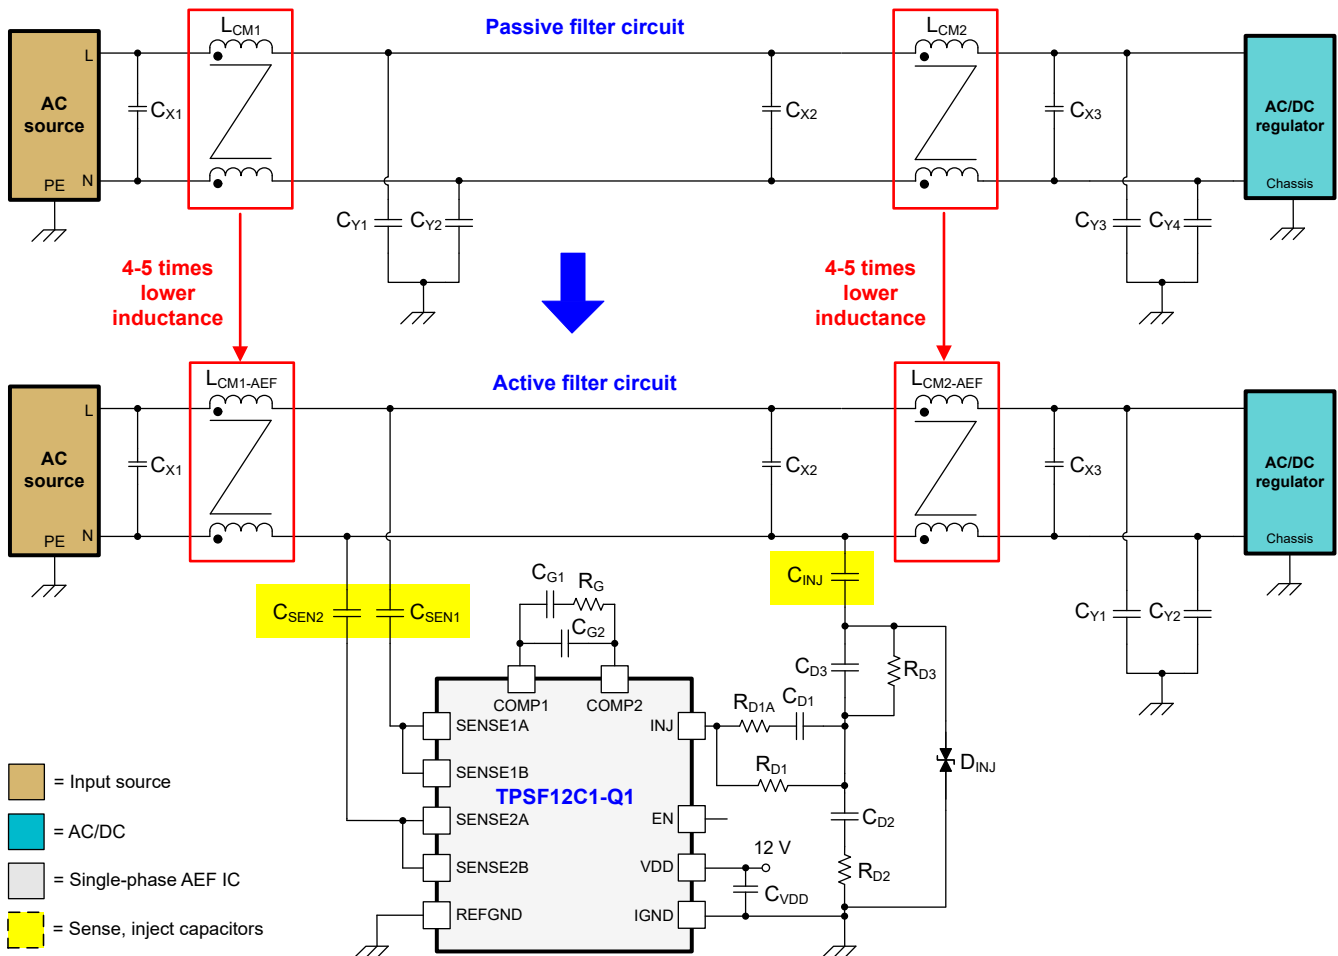 Passive filter circuit
AC
source
L
PE
N
CX1
LCM1
CY1
CY2
CX2
LCM2
CX3
CY3
CY4
AC/DC
regulator
Chassis
4-5 times
lower
inductance
4-5 times
lower
inductance
Active filter circuit
AC
source
L
PE
N
CX1
LCM1-AEF
CX2
LCM2-AEF
CX3
AC/DC
regulator
Chassis
CSEN2
CSEN1
CG1
RG
CG2
CINJ
CY1
CY2
COMP1
COMP2
SENSE1A
SENSE1B
SENSE2A
SENSE2B
REFGND
TPSF12C1-Q1
INJ
EN
VDD
IGND
RD1A
CD1
RD1
CD3
RD3
DINJ
CD2
RD2
12 V
CVDD
= Input source
= AC/DC
= Single-phase AEF IC
= Sense, inject capacitors